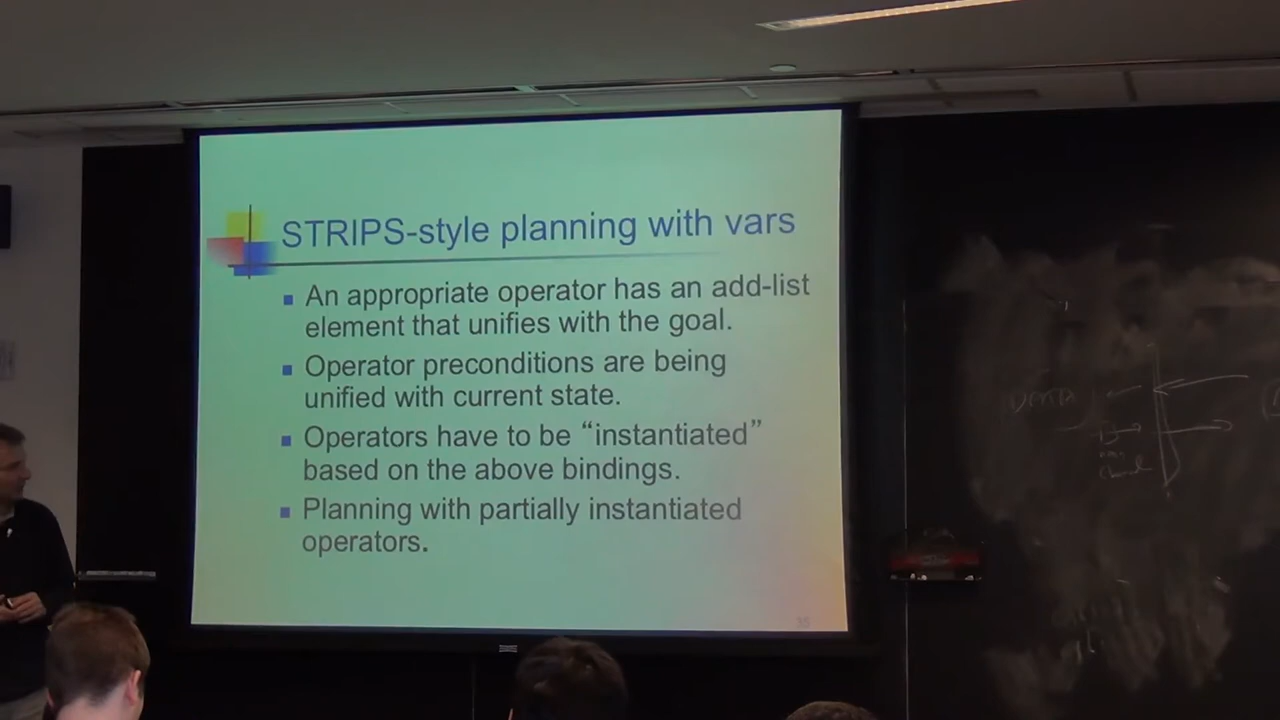 STRIPS-style planning with vars
An appropriate operator has an add-list
element that unifies with the goal.
Operator preconditions are being
unified with current state.
Operators have to be “instantiated”
based on the above bindings.
Planning with partially instantiated
operators.